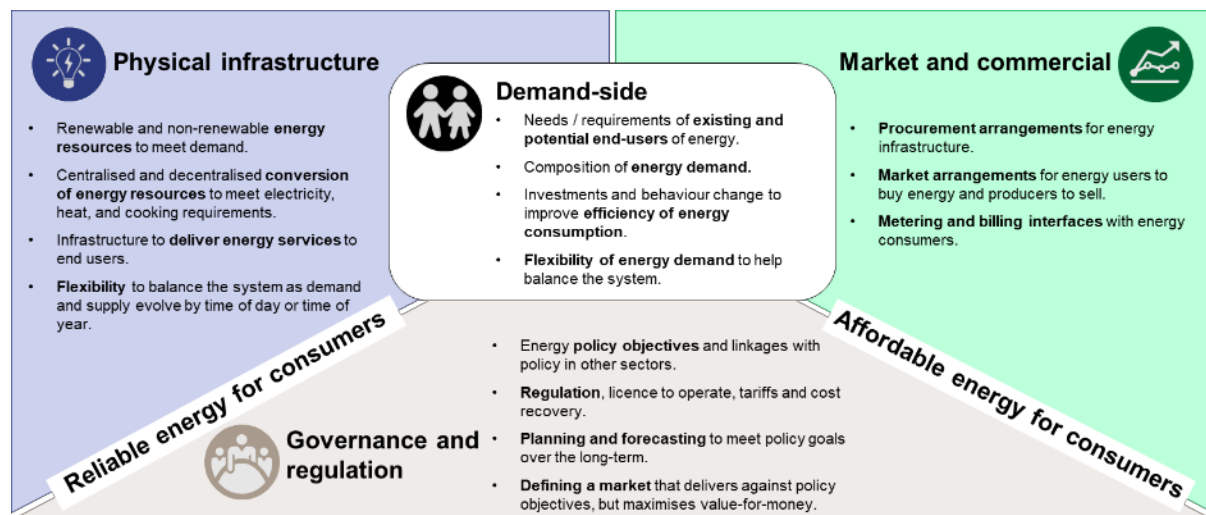 Physical infrastructure
• Renewable and non-renewable energy
resources to meet demand.
• Centralised and decentralised conversion
of energy resources to meet electricity,
heat, and cooking requirements.
• Infrastructure to deliver energy services to
end users.
• Flexibility to balance the system as demand
and supply evolve by time of day or time of
year.
Demand-side
• Needs / requirements of existing and
potential end-users of energy.
• Composition of energy demand.
• Investments and behaviour change to
improve efficiency of energy
consumption.
• Flexibility of energy demand to help
balance the system.
Market and commercial
• Procurement arrangements for energy
infrastructure.
• Market arrangements for energy users to
buy energy and producers to sell.
• Metering and billing interfaces with energy
consumers.
Reliable energy for consumers
Affordable energy for consumers
Governance and
regulation
• Energy policy objectives and linkages with
policy in other sectors.
• Regulation, licence to operate, tariffs and cost
recovery.
• Planning and forecasting to meet policy goals
over the long-term.
• Defining a market that delivers against policy
objectives, but maximises value-for-money.